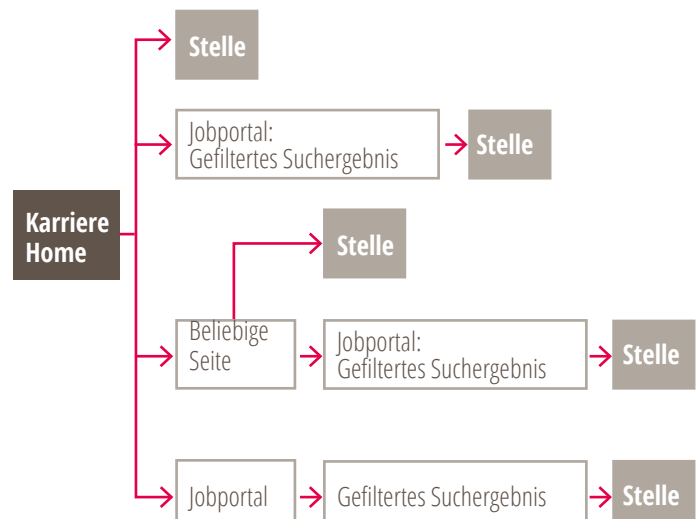 Stelle
Jobportal:
Gefiltertes Suchergebnis
Stelle
Karriere
Home
Stelle
Beliebige
Seite
Jobportal:
Gefiltertes Suchergebnis
Stelle
Jobportal
Gefiltertes Suchergebnis
Stelle